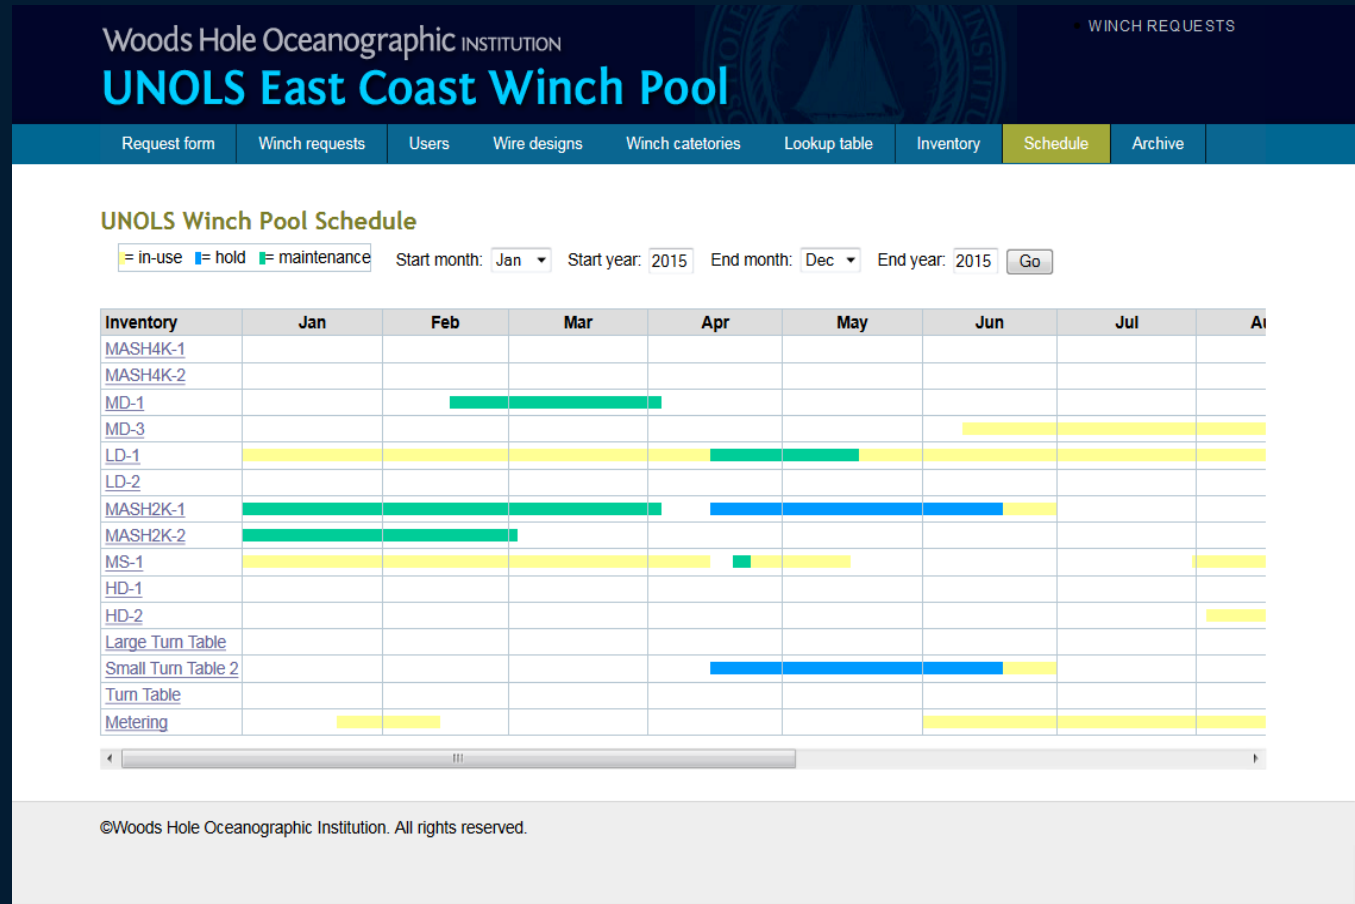 WINCH REQUESTS
Woods Hole Oceanographic INSTITUTION
UNOLS East Coast Winch Pool
Request form Winch requests Users Wire designs Winch catetories Lookup table Inventory Schedule Archive
UNOLS Winch Pool Schedule
= in-use = hold = maintenance Start month: Jan Start year: 2015 End month: Dec End year: 2015 Go
Inventory Jan Feb Mar Apr May Jun Jul
MASH4K-1
MASH4K-2
MD-1
MD-3
LD-1
LD-2
MASH2K-1
MASH2K-2
MS-1
HD-1
HD-2
Large Turn Table
Small Turn Table 2
Turn Table
Metering
©Woods Hole Oceanographic Institution. All rights reserved.